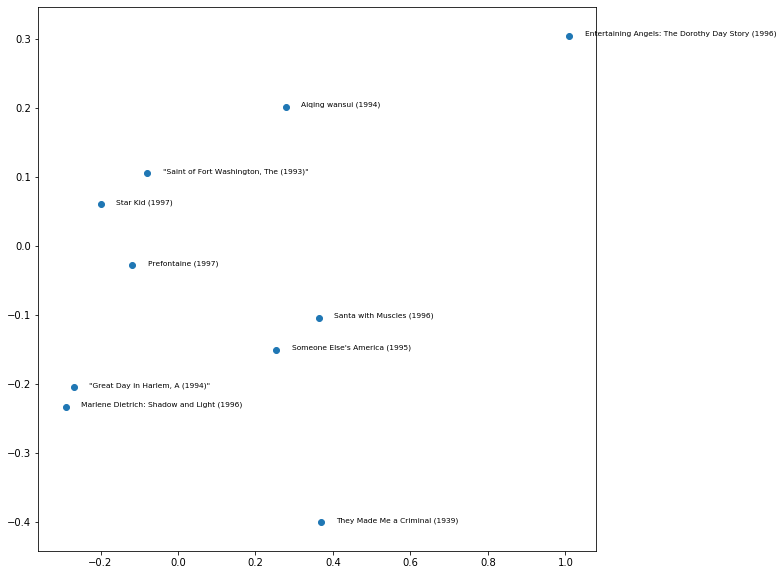 0.3
Entertaining Angels: The Dorothy Day Story (1996)
0.2
Aiqing wansui (1994)
0.1
"Saint of Fort Washington, The (1993)"
Star Kid (1997)
0.0
Prefontaine (1997)
−0.1
Santa with Muscles (1996)
Someone Else's America (1995)
−0.2
"Great Day in Harlem, A (1994)"
Marlene Dietrich: Shadow and Light (1996)
−0.3
−0.4
They Made Me a Criminal (1939)
−0.2 0.0 0.2 0.4 0.6 0.8 1.0